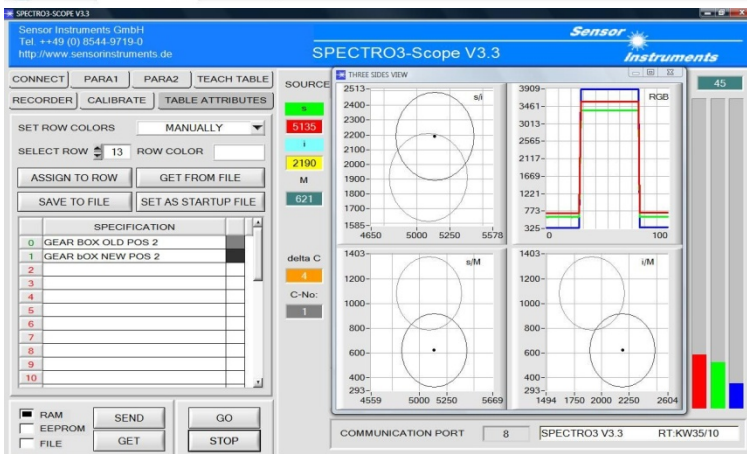 SPECTRO3-SCOPE V3.3
Sensor Instruments GmbH
Tel. ++49 (0) 8544-9719-0
http://www.sensorinstruments.de
SPECTRO3-Scope V3.3
Sensor
Instruments
CONNECT PARA1 PARA2 TEACH TABLE
RECORDER CALIBRATE TABLE ATTRIBUTES
SET ROW COLORS MANUALLY
SELECT ROW 13 ROW COLOR
ASSIGN TO ROW GET FROM FILE
SAVE TO FILE SET AS STARTUP FILE
SPECIFICATION
0 GEAR BOX OLD POS 2
1 GEAR bOX NEW POS 2
2
3
4
5
6
7
8
9
10
RAM
EEPROM
FILE
SEND GO
GET STOP
SOURCE
s
5135
i
2190
M
621
delta C
4
C-No:
1
THREE SIDES VIEW
s/i
2513-
2400-
2300-
2200-
2100-
2000-
1900-
1800-
1700-
1585-
4650 5000 5250 5578
RGB
3909-
3461-
3013-
2565-
2117-
1669-
1221-
773-
325-
0 100
s/M
1403-
1200-
1000-
800-
600-
400-
293-
4559 5000 5250 5669
i/M
1403-
1200-
1000-
800-
600-
400-
293-
1494 1750 2000 2250 2604
45
COMMUNICATION PORT 8 SPECTRO3 V3.3 RT:KW35/10